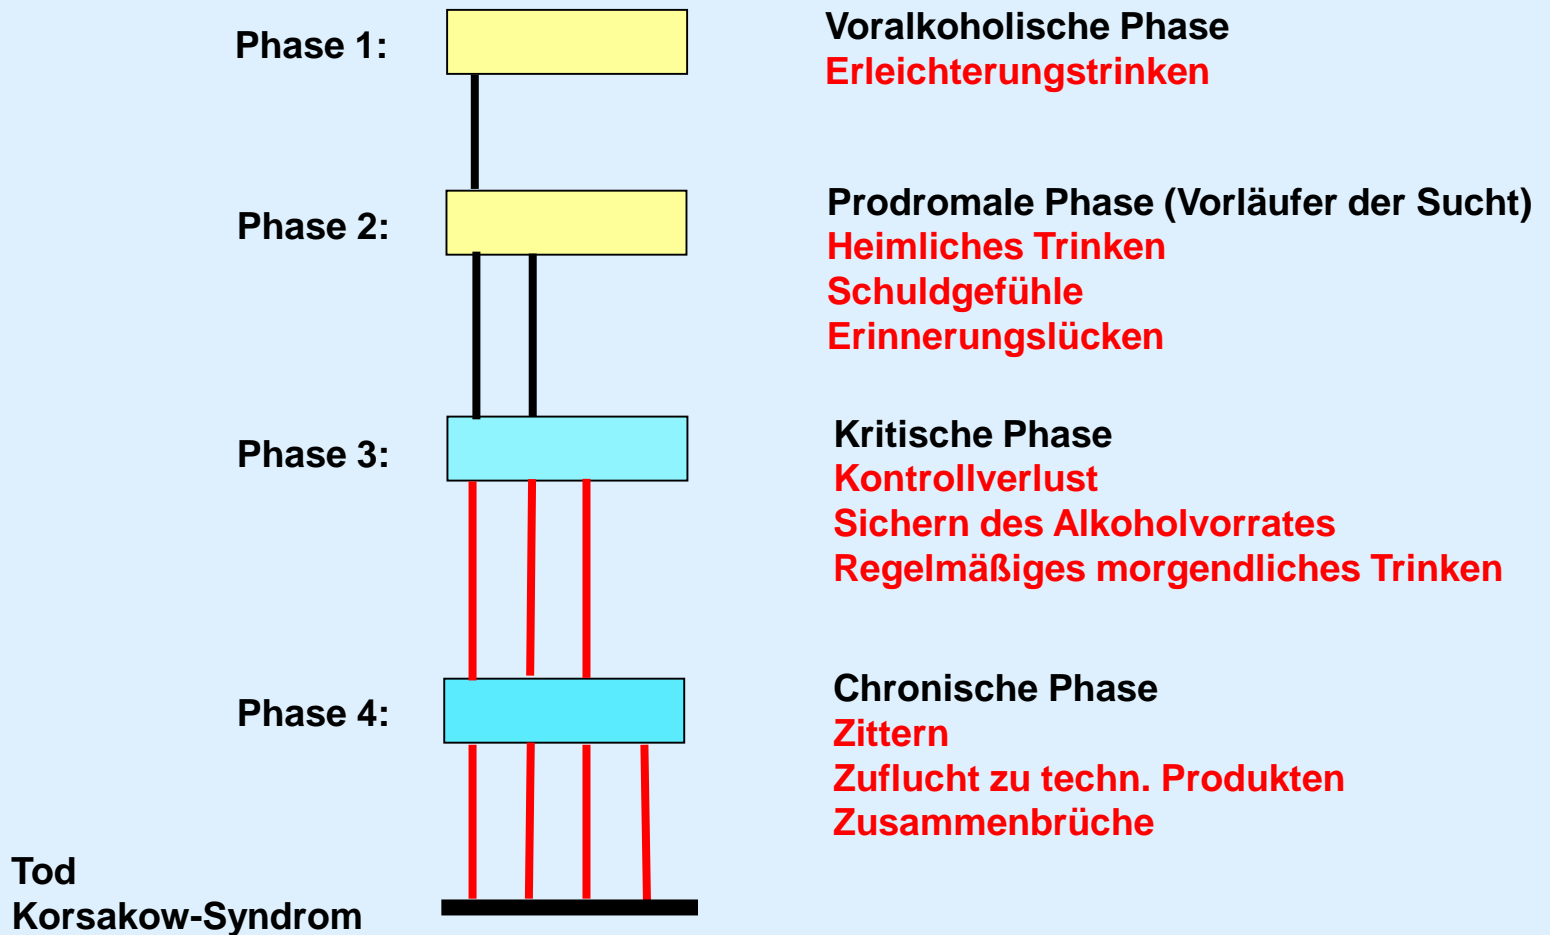 Phase 1:
Voralkoholische Phase
Erleichterungstrinken
Phase 2:
Prodromale Phase (Vorläufer der Sucht)
Heimliches Trinken
Schuldgefühle
Erinnerungslücken
Phase 3:
Kritische Phase
Kontrollverlust
Sichern des Alkoholvorrates
Regelmäßiges morgendliches Trinken
Phase 4:
Chronische Phase
Zittern
Zuflucht zu techn. Produkten
Zusammenbrüche
Tod
Korsakow-Syndrom